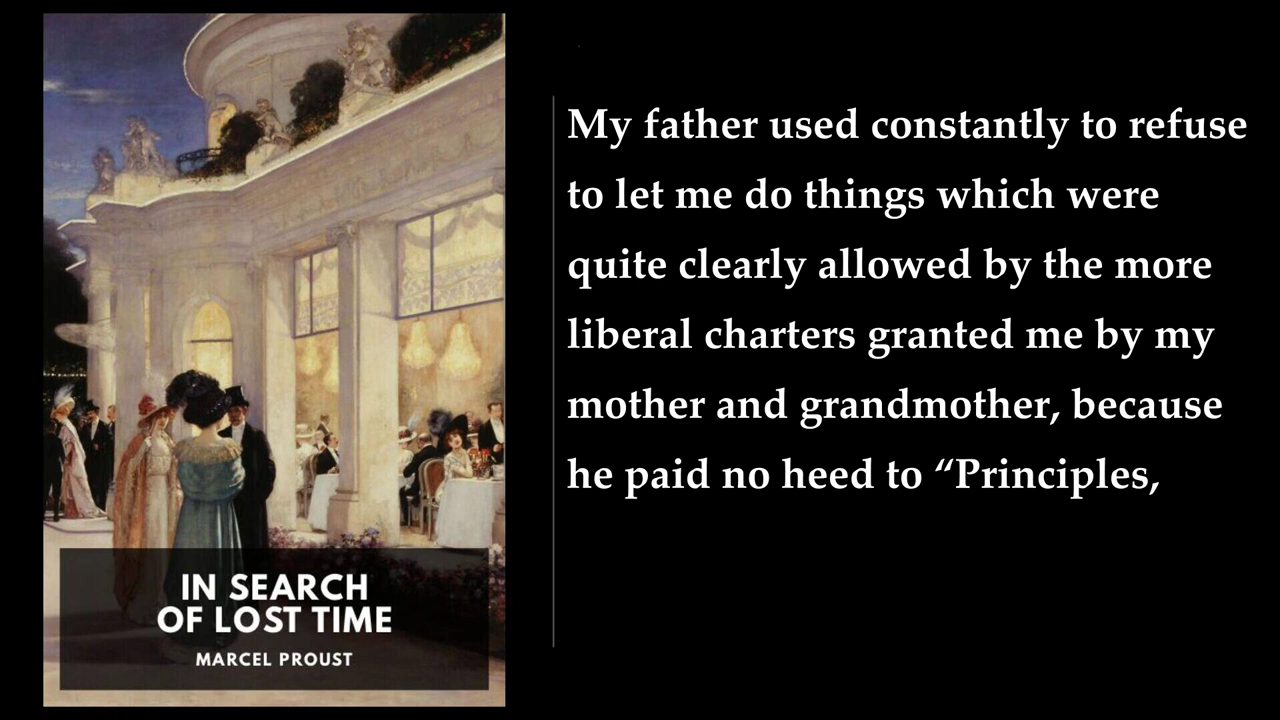 My father used constantly to refuse
to let me do things which were
quite clearly allowed by the more
liberal charters granted me by my
mother and grandmother, because
he paid no heed to “Principles,
IN SEARCH
OF LOST TIME
MARCEL PROUST